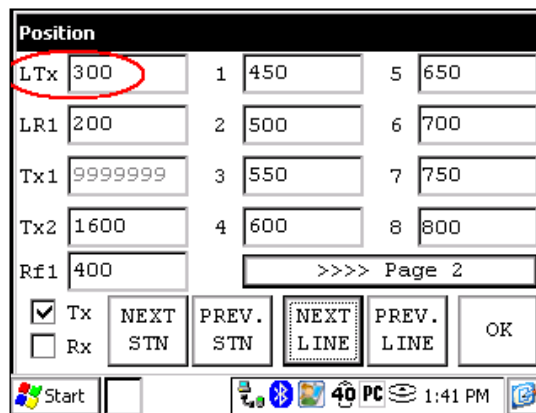 Position
LTx 300 1 450 5 650
LR1 200 2 500 6 700
Tx1 9999999 3 550 7 750
Tx2 1600 4 600 8 800
Rf1 400 >>>> Page 2
Tx
Rx
NEXT STN
PREV. STN
NEXT LINE
PREV. LINE
OK
Start 40 PC 1:41 PM